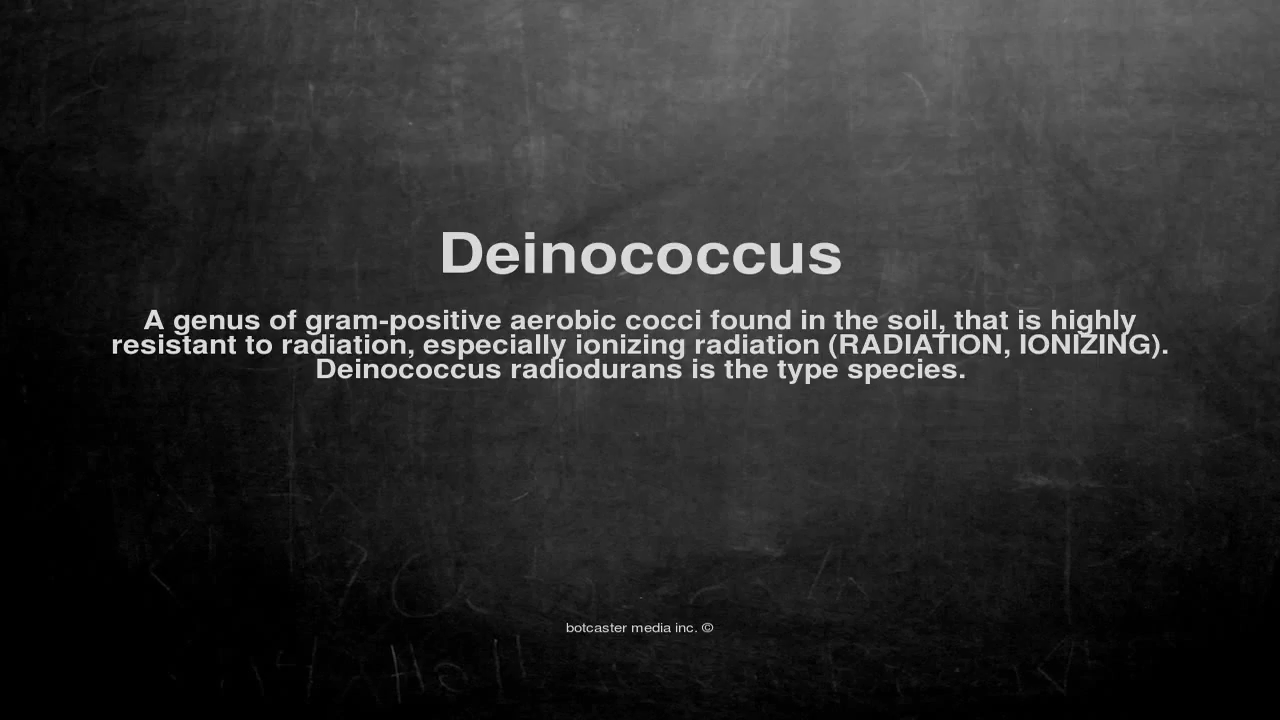 Deinococcus
A genus of gram-positive aerobic cocci found in the soil, that is highly
resistant to radiation, especially ionizing radiation (RADIATION, IONIZING).
Deinococcus radiodurans is the type species.
botcaster media inc. ©